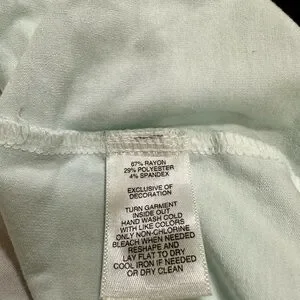 67% RAYON
29% POLYESTER
4% SPANDEX
EXCLUSIVE OF
DECORATION
TURN GARMENT
INSIDE OUT
HAND WASH COLD
WITH LIKE COLORS
ONLY NON-CHLORINE
BLEACH WHEN NEEDED
RESHAPE AND
LAY FLAT TO DRY
COOL IRON IF NEEDED
OR DRY CLEAN